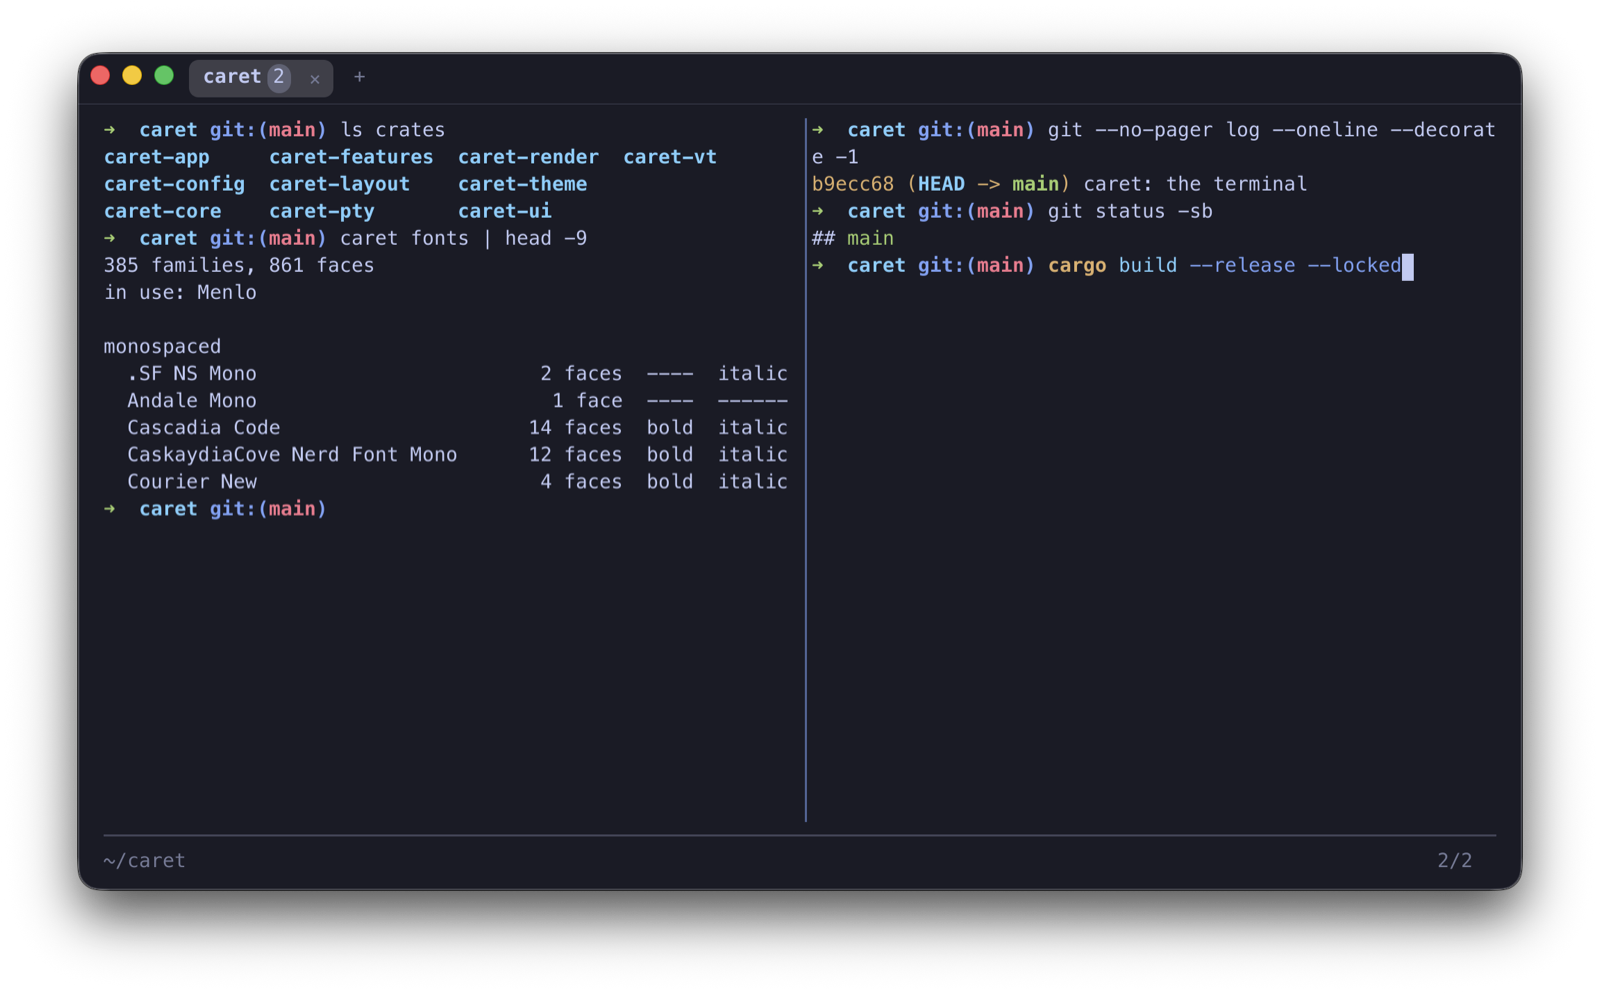 caret 2 × +
➜  caret git:(main) ls crates
caret-app     caret-features  caret-render  caret-vt
caret-config  caret-layout    caret-theme
caret-core    caret-pty       caret-ui
➜  caret git:(main) caret fonts | head -9
385 families, 861 faces
in use: Menlo

monospaced
  .SF NS Mono                        2 faces  ----  italic
  Andale Mono                         1 face  ----  ------
  Cascadia Code                     14 faces  bold  italic
  CaskaydiaCove Nerd Font Mono      12 faces  bold  italic
  Courier New                        4 faces  bold  italic
➜  caret git:(main)
➜  caret git:(main) git --no-pager log --oneline --decorat
e -1
b9ecc68 (HEAD -> main) caret: the terminal
➜  caret git:(main) git status -sb
## main
➜  caret git:(main) cargo build --release --locked
~/caret
2/2